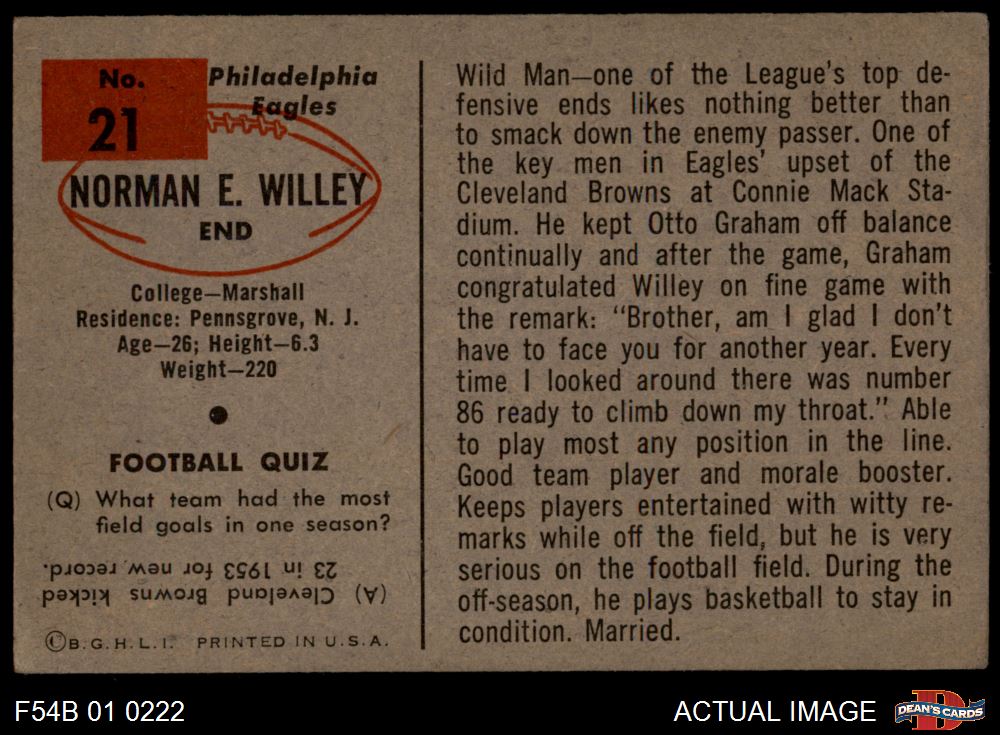 No.
21
Philadelphia
Eagles
NORMAN E. WILLEY
END
College—Marshall
Residence: Pennsgrove, N. J.
Age—26; Height—6.3
Weight—220
FOOTBALL QUIZ
(Q) What team had the most
field goals in one season?
(A) Cleveland Browns kicked
23 in 1953 for new record.
©B.G.H.L.I. PRINTED IN U.S.A.
Wild Man—one of the League's top de-
fensive ends likes nothing better than
to smack down the enemy passer. One of
the key men in Eagles' upset of the
Cleveland Browns at Connie Mack Sta-
dium. He kept Otto Graham off balance
continually and after the game, Graham
congratulated Willey on fine game with
the remark: "Brother, am I glad I don't
have to face you for another year. Every
time I looked around there was number
86 ready to climb down my throat." Able
to play most any position in the line.
Good team player and morale booster.
Keeps players entertained with witty re-
marks while off the field, but he is very
serious on the football field. During the
off-season, he plays basketball to stay in
condition. Married.
F54B 01 0222
ACTUAL IMAGE
DEAN'S CARDS